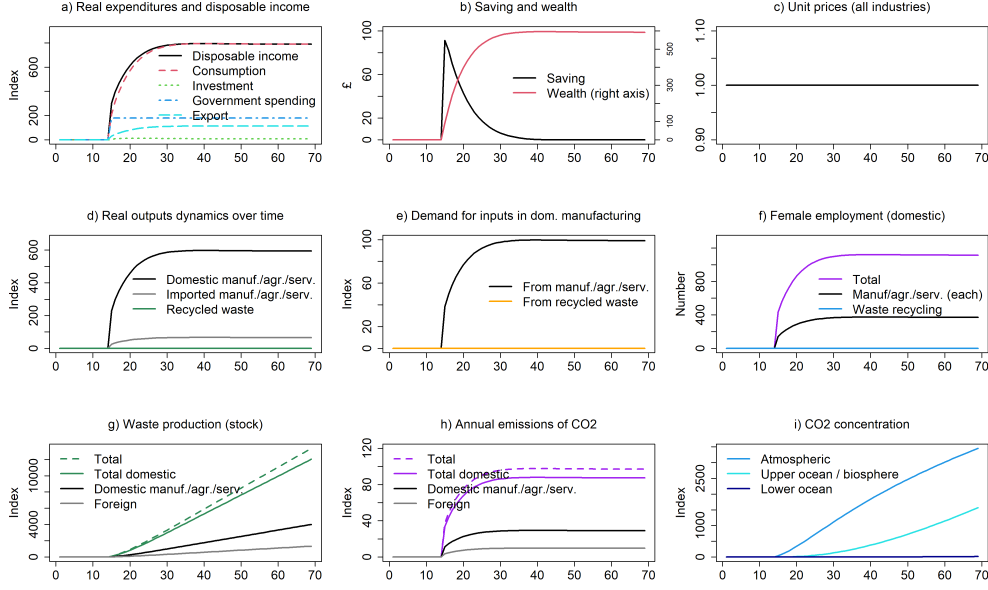 a) Real expenditures and disposable income
Index
0
200
600
0 10 20 30 40 50 60 70
Disposable income
Consumption
Investment
Government spending
Export
b) Saving and wealth
£
0
20
60
100
0
100
300
500
0 10 20 30 40 50 60 70
Saving
Wealth (right axis)
c) Unit prices (all industries)
0.90
1.00
1.10
0 10 20 30 40 50 60 70
d) Real outputs dynamics over time
Index
0
200
400
600
0 10 20 30 40 50 60 70
Domestic manuf./agr./serv.
Imported manuf./agr./serv.
Recycled waste
e) Demand for inputs in dom. manufacturing
Index
0
20
60
100
0 10 20 30 40 50 60 70
From manuf./agr./serv.
From recycled waste
f) Female employment (domestic)
Number
0
400
800
0 10 20 30 40 50 60 70
Total
Manuf/agr./serv. (each)
Waste recycling
g) Waste production (stock)
Index
0
4000
10000
0 10 20 30 40 50 60 70
Total
Total domestic
Domestic manuf./agr./serv.
Foreign
h) Annual emissions of CO2
Index
0
40
80
120
0 10 20 30 40 50 60 70
Total
Total domestic
Domestic manuf./agr./serv.
Foreign
i) CO2 concentration
Index
0
1000
2500
0 10 20 30 40 50 60 70
Atmospheric
Upper ocean / biosphere
Lower ocean